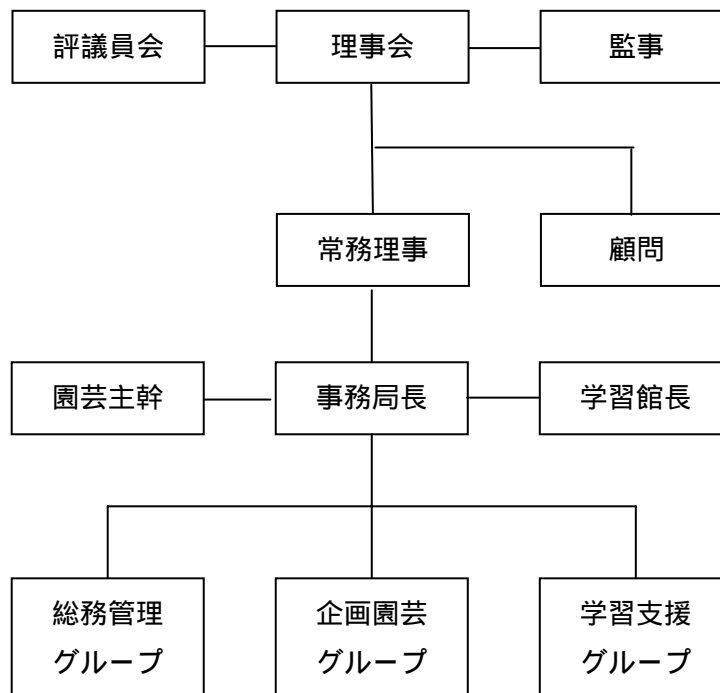 評議員会
理事会
監事
常務理事
顧問
園芸主幹
事務局長
学習館長
総務管理
グループ
企画園芸
グループ
学習支援
グループ